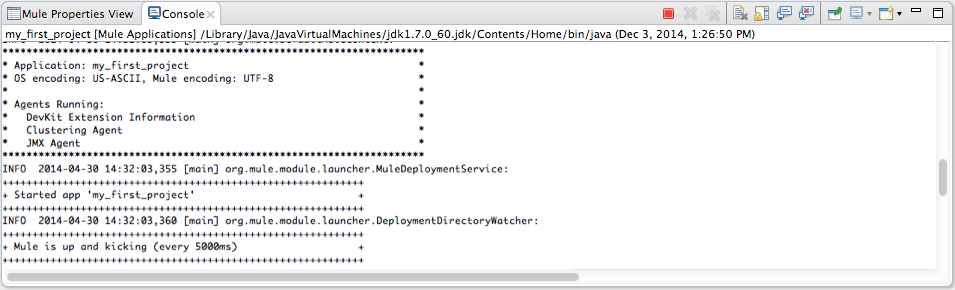 Mule Properties View Console
my_first_project [Mule Applications] /Library/Java/JavaVirtualMachines/jdk1.7.0_60.jdk/Contents/Home/bin/java (Dec 3, 2014, 1:26:50 PM)
**********************************************************************
* Application: my_first_project *
* OS encoding: US-ASCII, Mule encoding: UTF-8 *
* *
* Agents Running: *
* DevKit Extension Information *
* Clustering Agent *
* JMX Agent *
**********************************************************************
INFO 2014-04-30 14:32:03,355 [main] org.mule.module.launcher.MuleDeploymentService:
++++++++++++++++++++++++++++++++++++++++++++++++++++++++++++
+ Started app 'my_first_project' +
++++++++++++++++++++++++++++++++++++++++++++++++++++++++++++
INFO 2014-04-30 14:32:03,360 [main] org.mule.module.launcher.DeploymentDirectoryWatcher:
++++++++++++++++++++++++++++++++++++++++++++++++++++++++++++
+ Mule is up and kicking (every 5000ms) +
++++++++++++++++++++++++++++++++++++++++++++++++++++++++++++